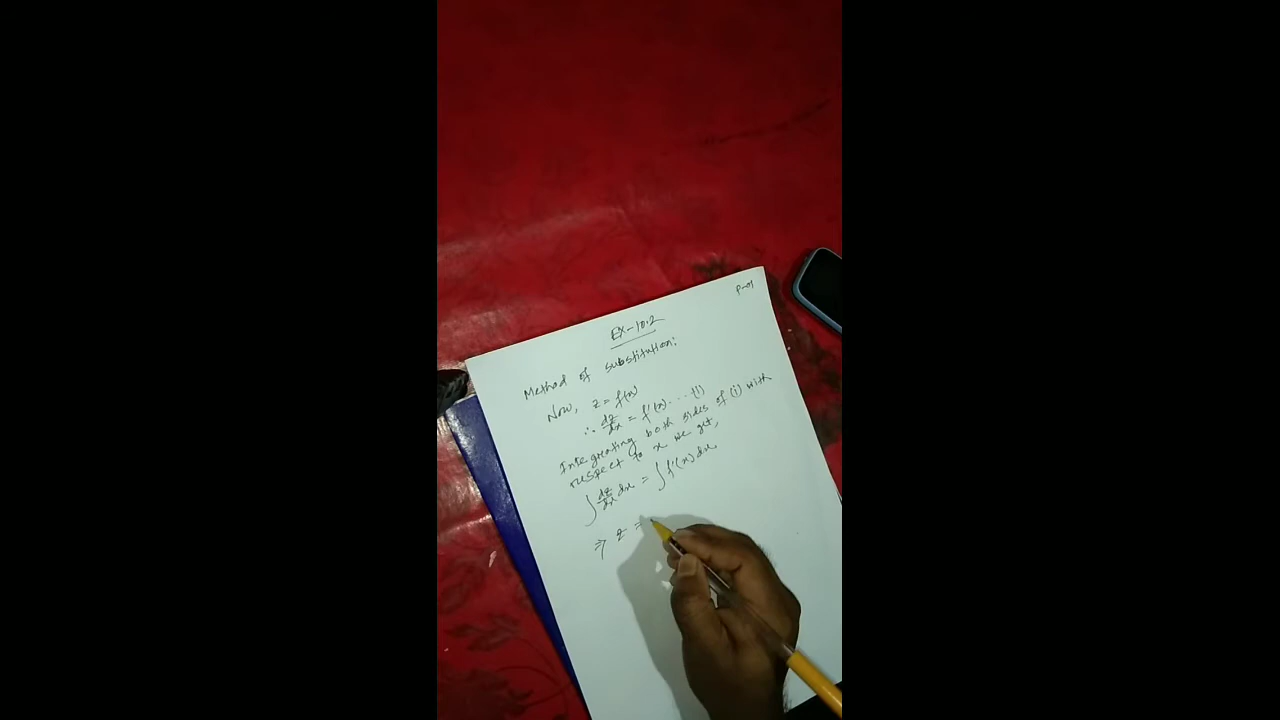 P-01
EX-10.2
Method of substitution:
Now, z = f(x)
∴ dz/dx = f'(x) ... (i)
Integrating both sides of (i) with
respect to x we get,
∫ dz/dx dx = ∫ f'(x) dx
⇒ z =